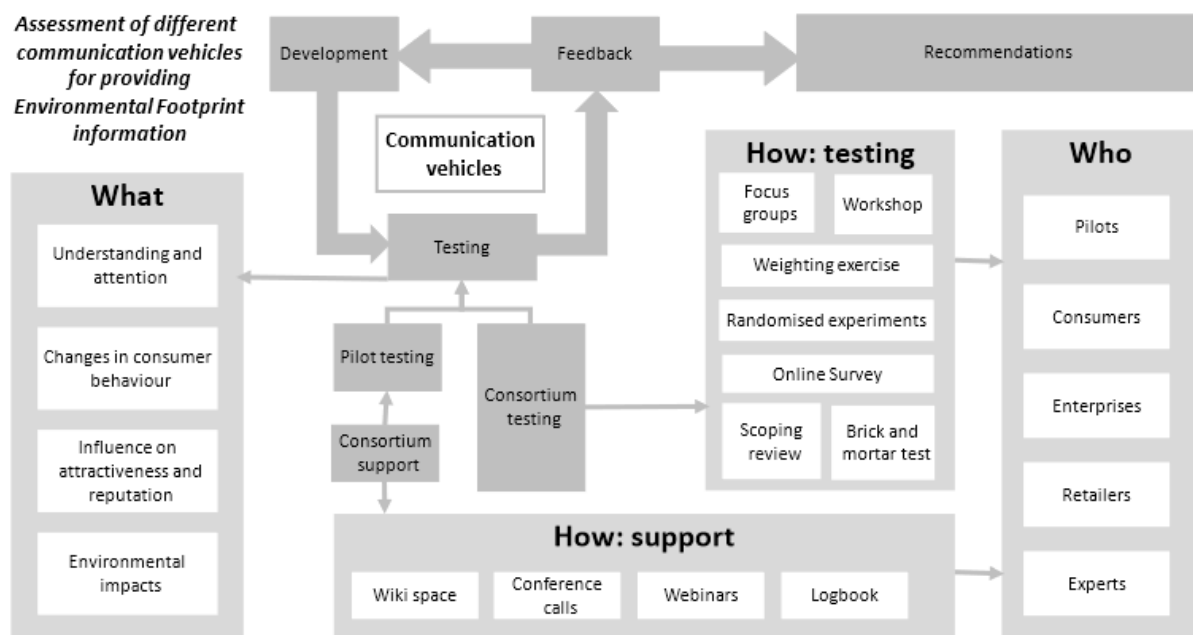 Assessment of different
communication vehicles
for providing
Environmental Footprint
information
Development
Feedback
Recommendations
Communication
vehicles
Testing
What
Understanding and
attention
Changes in consumer
behaviour
Influence on
attractiveness and
reputation
Environmental
impacts
Pilot testing
Consortium
support
Consortium
testing
How: testing
Focus
groups
Workshop
Weighting exercise
Randomised experiments
Online Survey
Scoping
review
Brick and
mortar test
Who
Pilots
Consumers
Enterprises
Retailers
Experts
How: support
Wiki space
Conference
calls
Webinars
Logbook